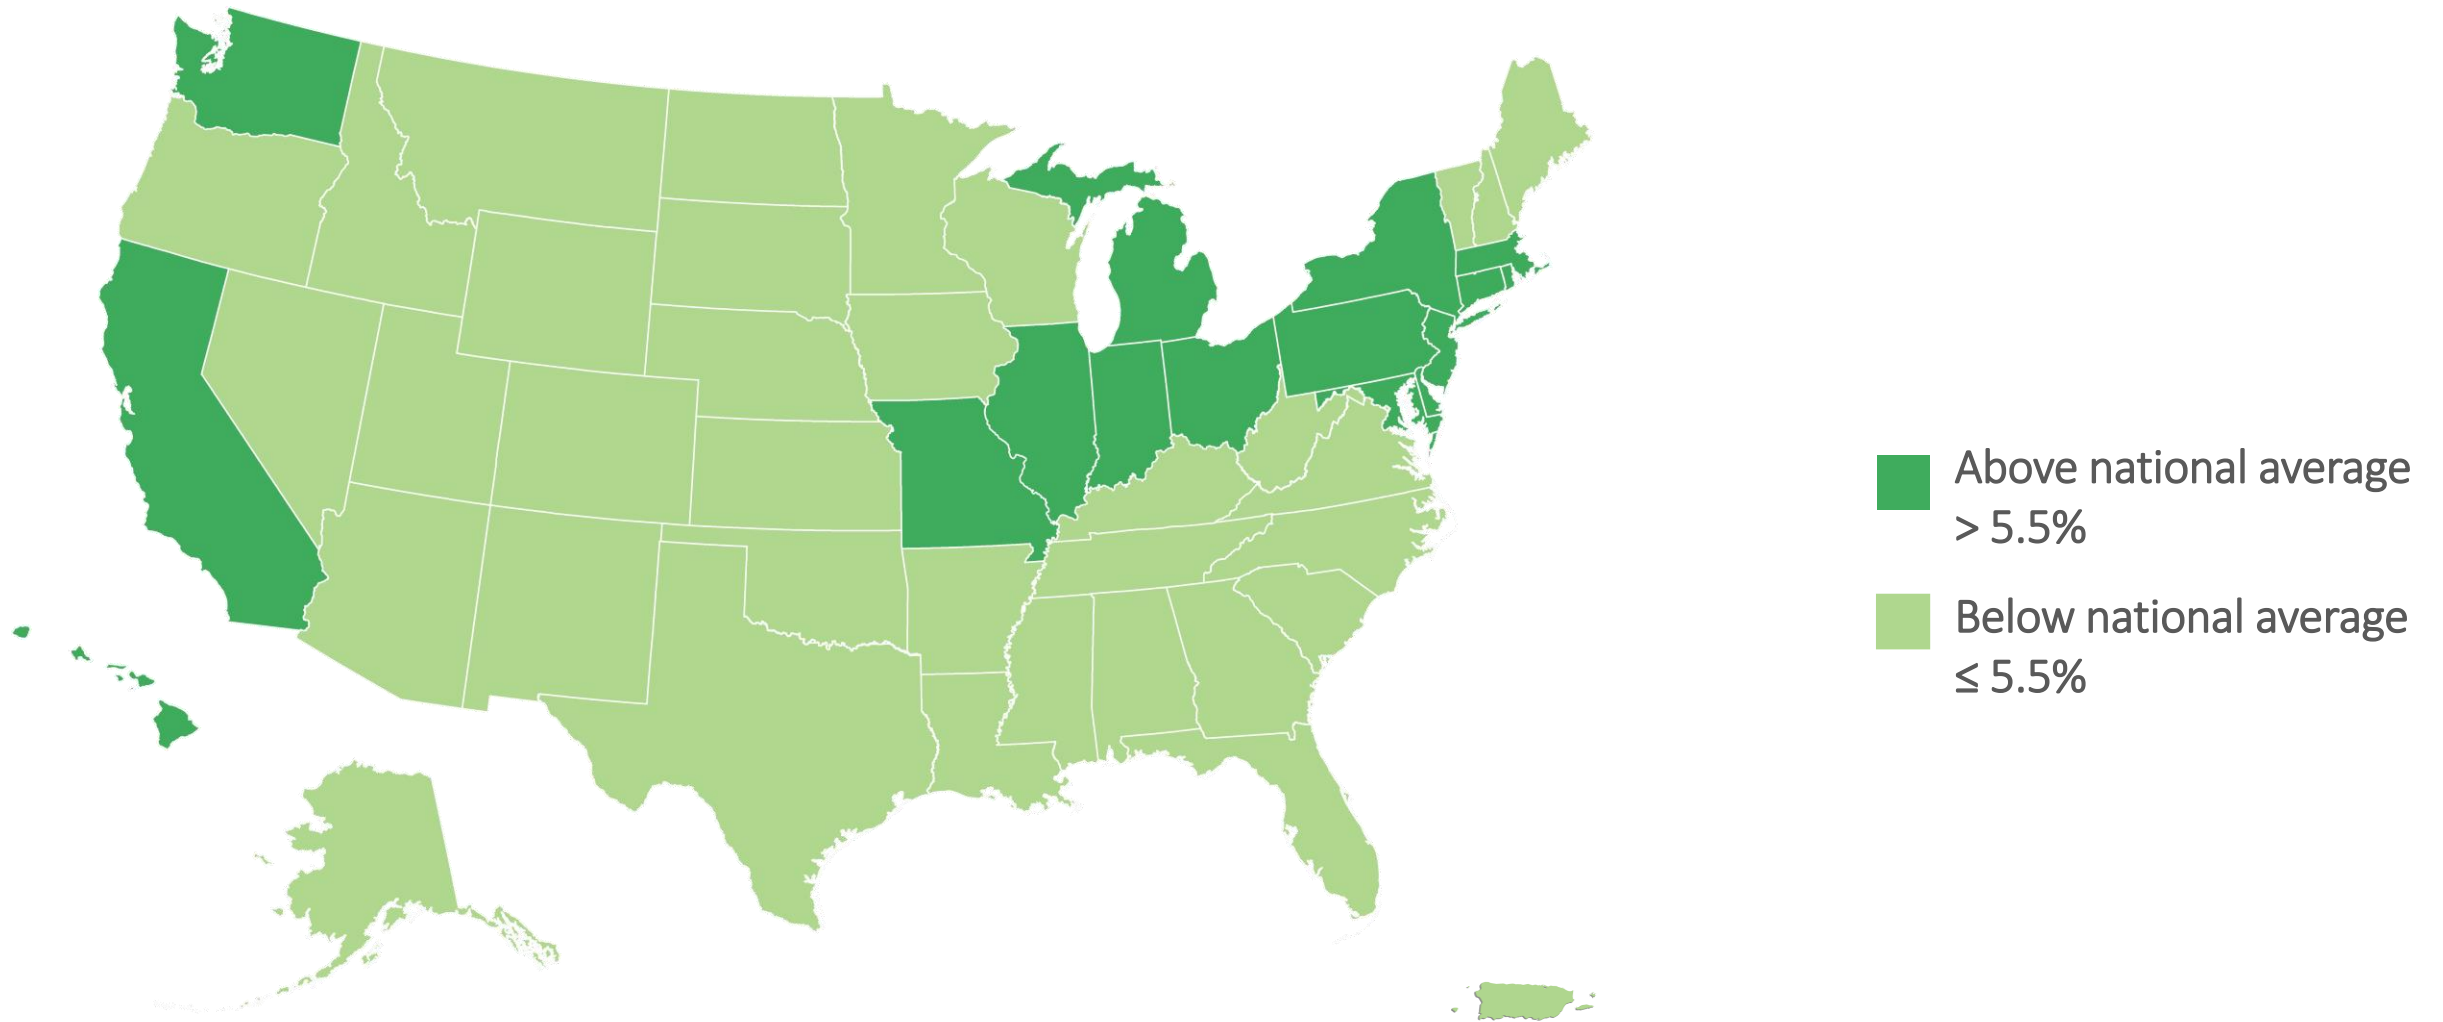 Above national average
> 5.5%
Below national average
≤ 5.5%